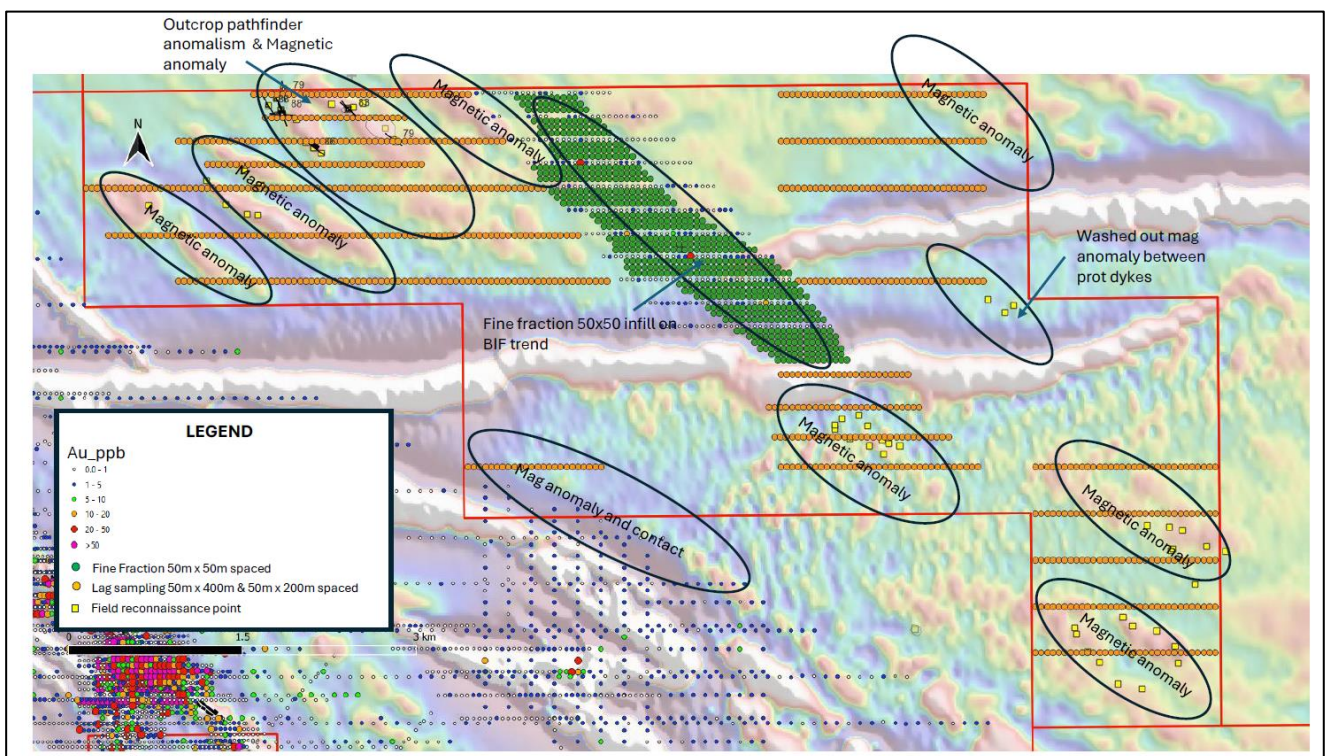 Outcrop pathfinder
anomalism & Magnetic
anomaly
79
88
68
79
N
Magnetic anomaly
Magnetic anomaly
Magnetic anomaly
Magnetic anomaly
Washed out mag
anomaly between
prot dykes
Fine fraction 50x50 infill on
BIF trend
Magnetic anomaly
Mag anomaly and contact
Magnetic anomaly
Magnetic anomaly
LEGEND
Au_ppb
0.0 - 1
1 - 5
5 - 10
10 - 20
20 - 50
>50
Fine Fraction 50m x 50m spaced
Lag sampling 50m x 400m & 50m x 200m spaced
Field reconnaissance point
0
1.5
3 km